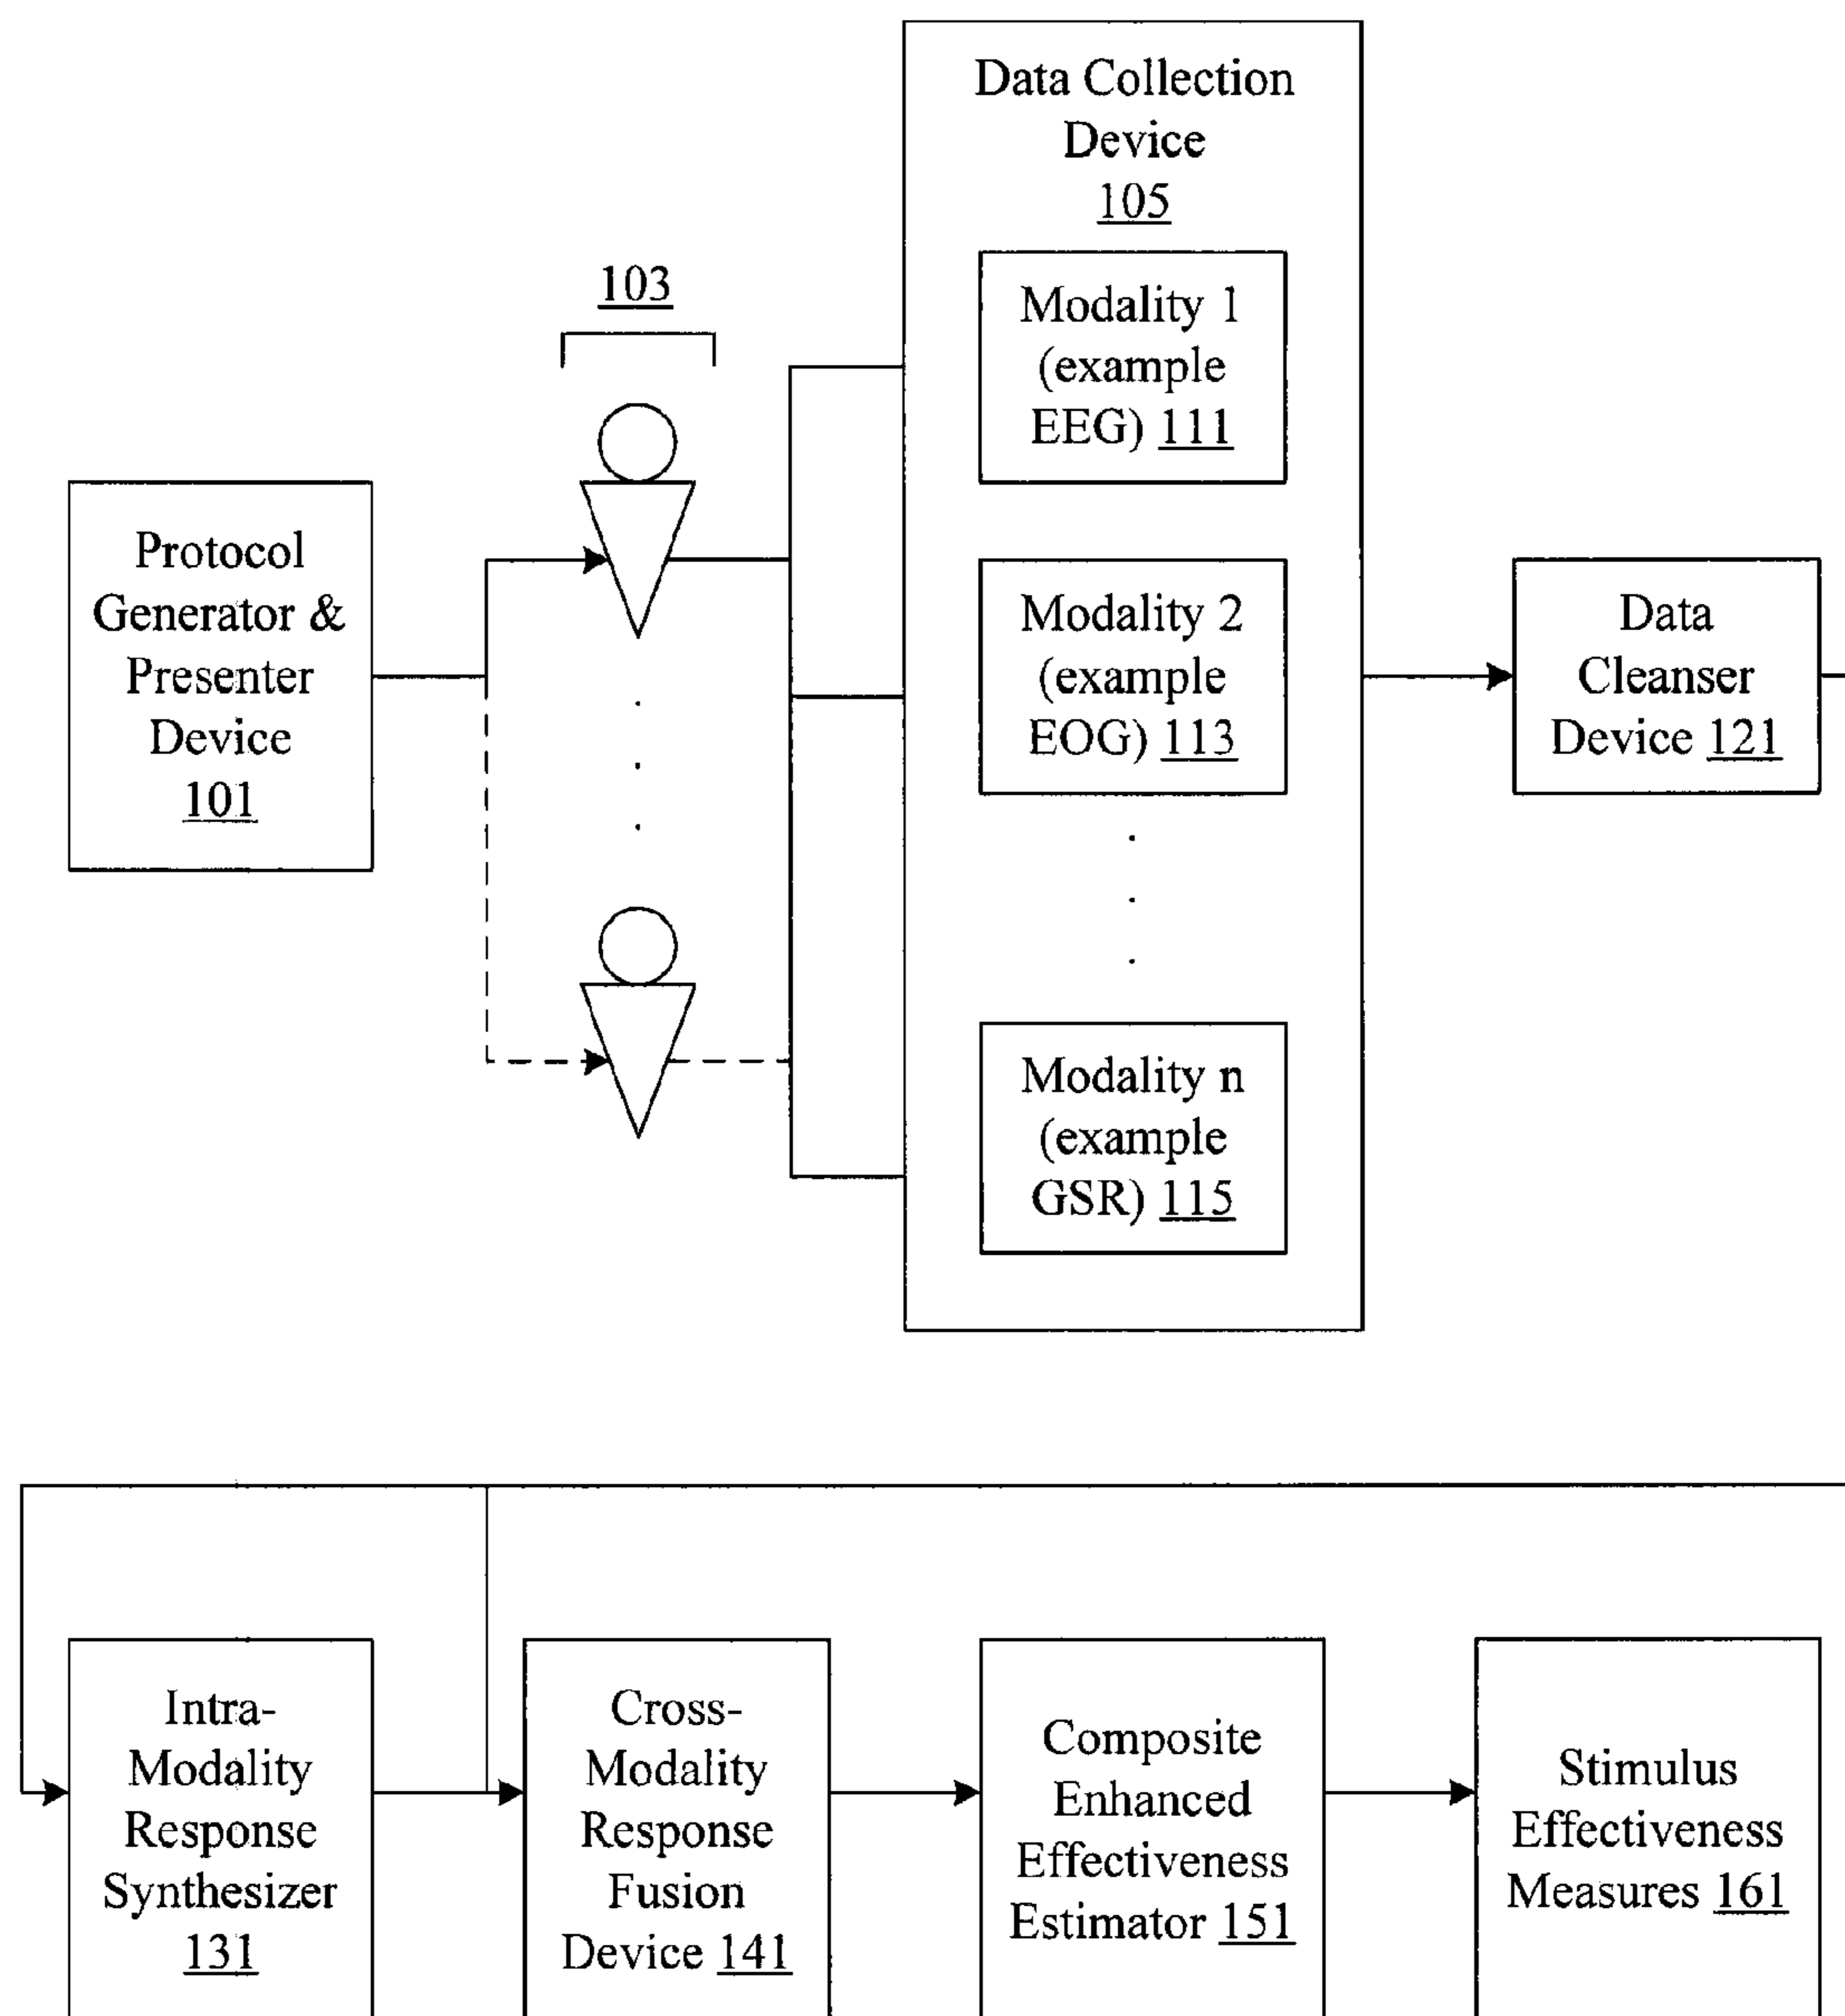 Data Collection
Device
105
103
Modality 1
(example
EEG) 111
Protocol
Generator &
Presenter
Device
101
Modality 2
(example
EOG) 113
Data
Cleanser
Device 121
Modality n
(example
GSR) 115
Intra-
Modality
Response
Synthesizer
131
Cross-
Modality
Response
Fusion
Device 141
Composite
Enhanced
Effectiveness
Estimator 151
Stimulus
Effectiveness
Measures 161